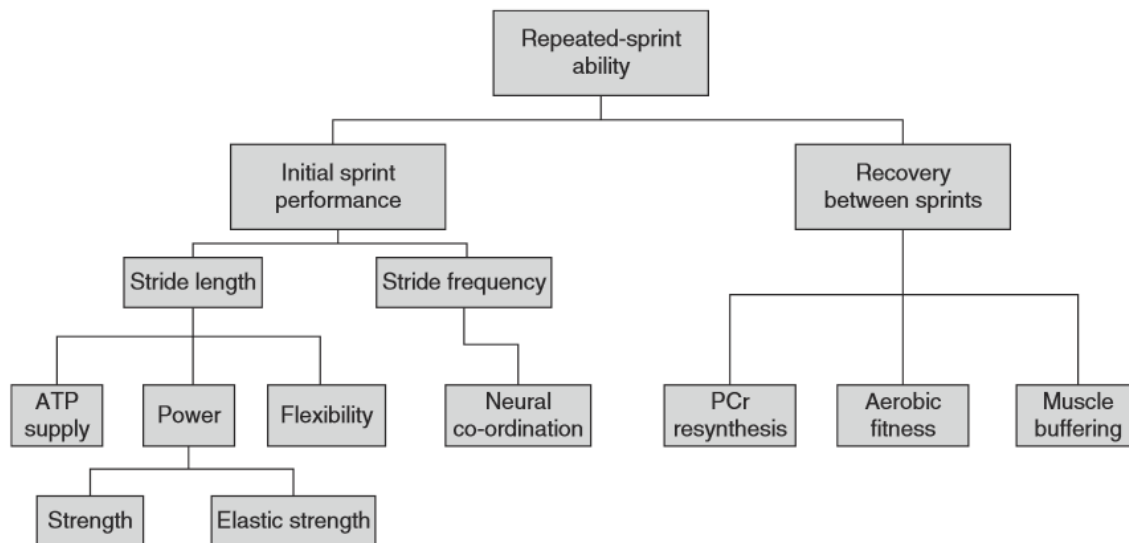 Repeated-sprint
ability
Initial sprint
performance
Recovery
between sprints
Stride length
Stride frequency
ATP
supply
Power
Flexibility
Neural
co-ordination
PCr
resynthesis
Aerobic
fitness
Muscle
buffering
Strength
Elastic strength